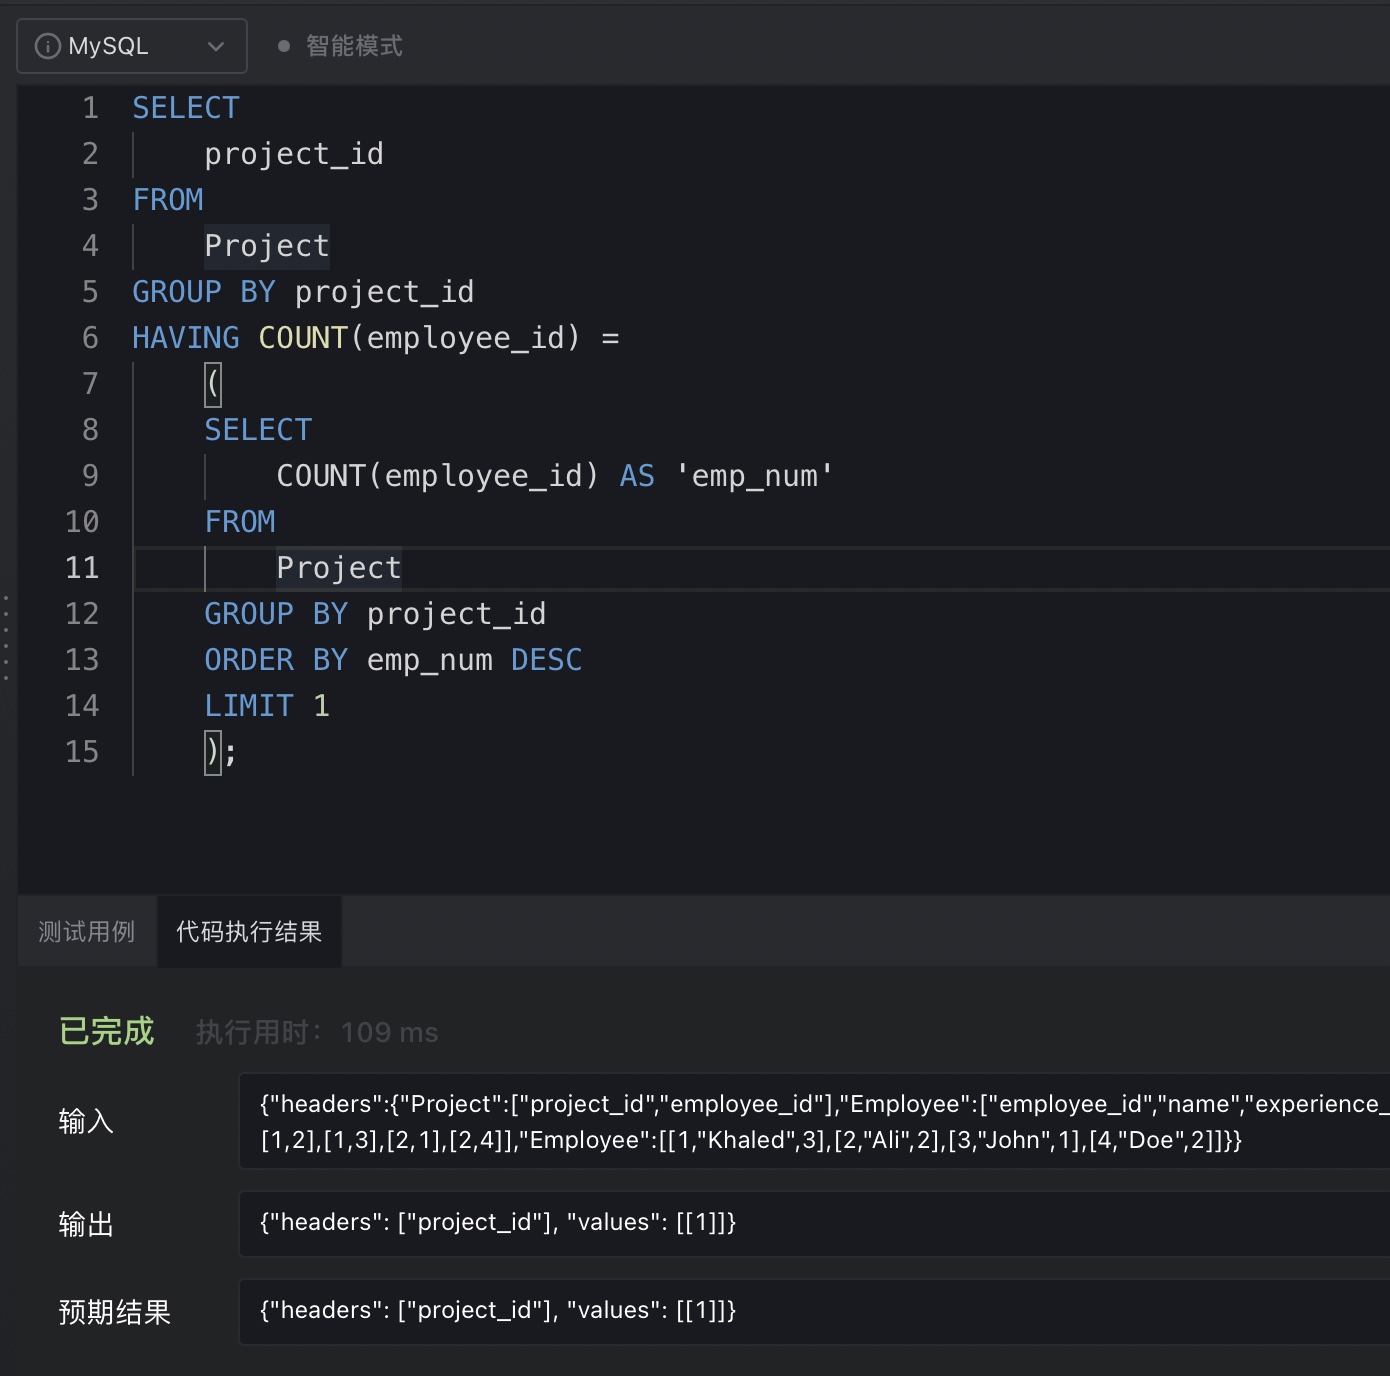 MySQL
智能模式
1 SELECT
2 project_id
3 FROM
4 Project
5 GROUP BY project_id
6 HAVING COUNT(employee_id) =
7 (
8 SELECT
9 COUNT(employee_id) AS 'emp_num'
10 FROM
11 Project
12 GROUP BY project_id
13 ORDER BY emp_num DESC
14 LIMIT 1
15 );
测试用例 代码执行结果
已完成 执行用时： 109 ms
输入
{"headers":{"Project":["project_id","employee_id"],"Employee":["employee_id","name","experience_
[1,2],[1,3],[2,1],[2,4]],"Employee":[[1,"Khaled",3],[2,"Ali",2],[3,"John",1],[4,"Doe",2]]}}
输出
{"headers": ["project_id"], "values": [[1]]}
预期结果
{"headers": ["project_id"], "values": [[1]]}